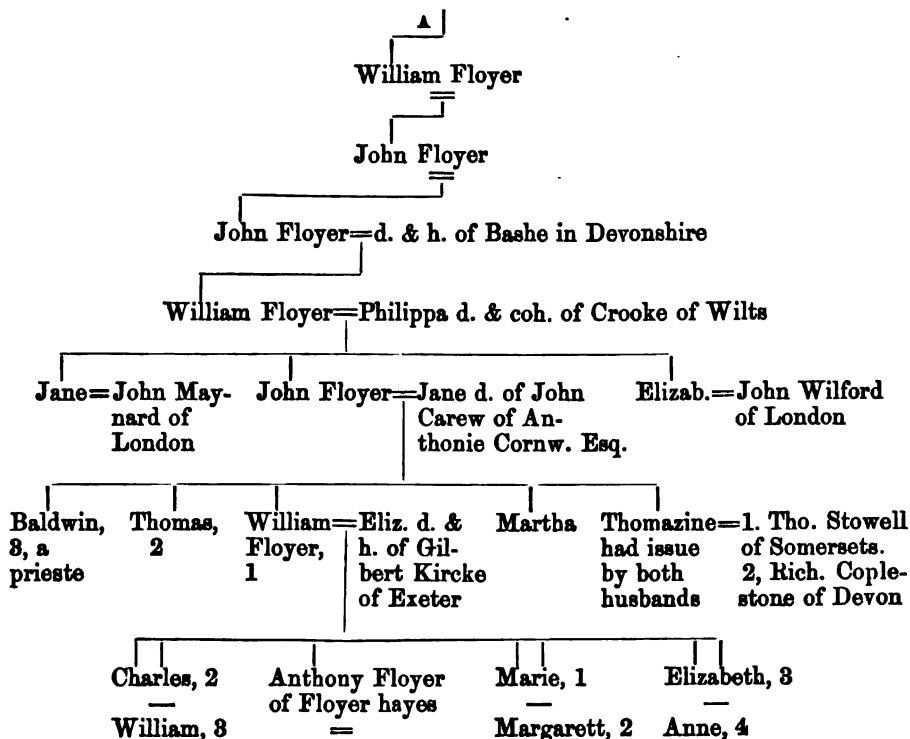 A
William Floyer
John Floyer
John Floyer=d. & h. of Bashe in Devonshire
William Floyer=Philippa d. & coh. of Crooke of Wilts
Jane=John May-
nard of
London
John Floyer=Jane d. of John
Carew of An-
thonie Cornw. Esq.
Elizab.=John Wilford
of London
Baldwin,
3, a
prieste
Thomas,
2
William=Eliz. d. &
Floyer, h. of Gil-
1 bert Kircke
of Exeter
Martha
Thomazine=1. Tho. Stowell
had issue of Somersets.
by both 2, Rich. Cople-
husbands stone of Devon
Charles, 2
William, 3
Anthony Floyer
of Floyer hayes
=
Marie, 1
Margarett, 2
Elizabeth, 3
Anne, 4